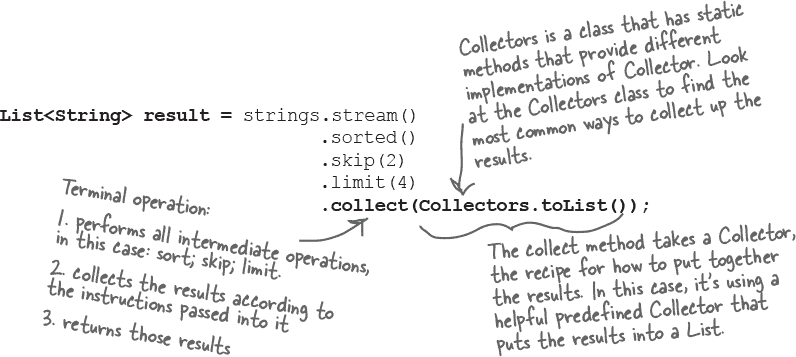 Collectors is a class that has static
methods that provide different
implementations of Collector. Look
at the Collectors class to find the
most common ways to collect up the
results.
List<String> result = strings.stream()
.sorted()
.skip(2)
.limit(4)
.collect(Collectors.toList());
Terminal operation:
1. performs all intermediate operations,
in this case: sort; skip; limit.
2. collects the results according to
the instructions passed into it
3. returns those results
The collect method takes a Collector,
the recipe for how to put together
the results. In this case, it's using a
helpful predefined Collector that
puts the results into a List.